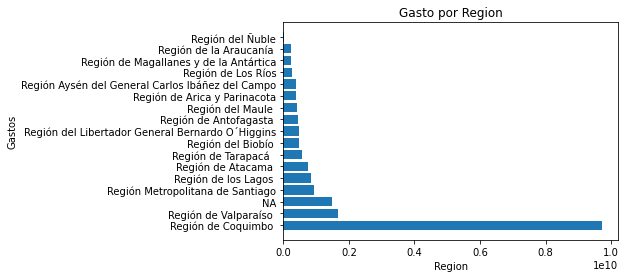 Gasto por Region
Región del Ñuble
Región de la Araucanía
Región de Magallanes y de la Antártica
Región de Los Ríos
Región Aysén del General Carlos Ibáñez del Campo
Región de Arica y Parinacota
Región del Maule
Región de Antofagasta
Región del Libertador General Bernardo O´Higgins
Región del Biobío
Región de Tarapacá
Región de Atacama
Región de los Lagos
Región Metropolitana de Santiago
NA
Región de Valparaíso
Región de Coquimbo
Gastos
0.0 0.2 0.4 0.6 0.8 1.0
1e10
Region